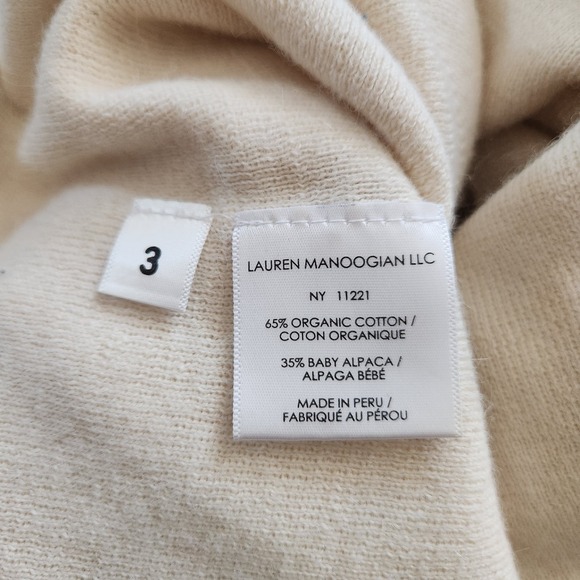 3
LAUREN MANOOGIAN LLC
NY 11221
65% ORGANIC COTTON /
COTON ORGANIQUE
35% BABY ALPACA /
ALPAGA BÉBÉ
MADE IN PERU /
FABRIQUÉ AU PÉROU